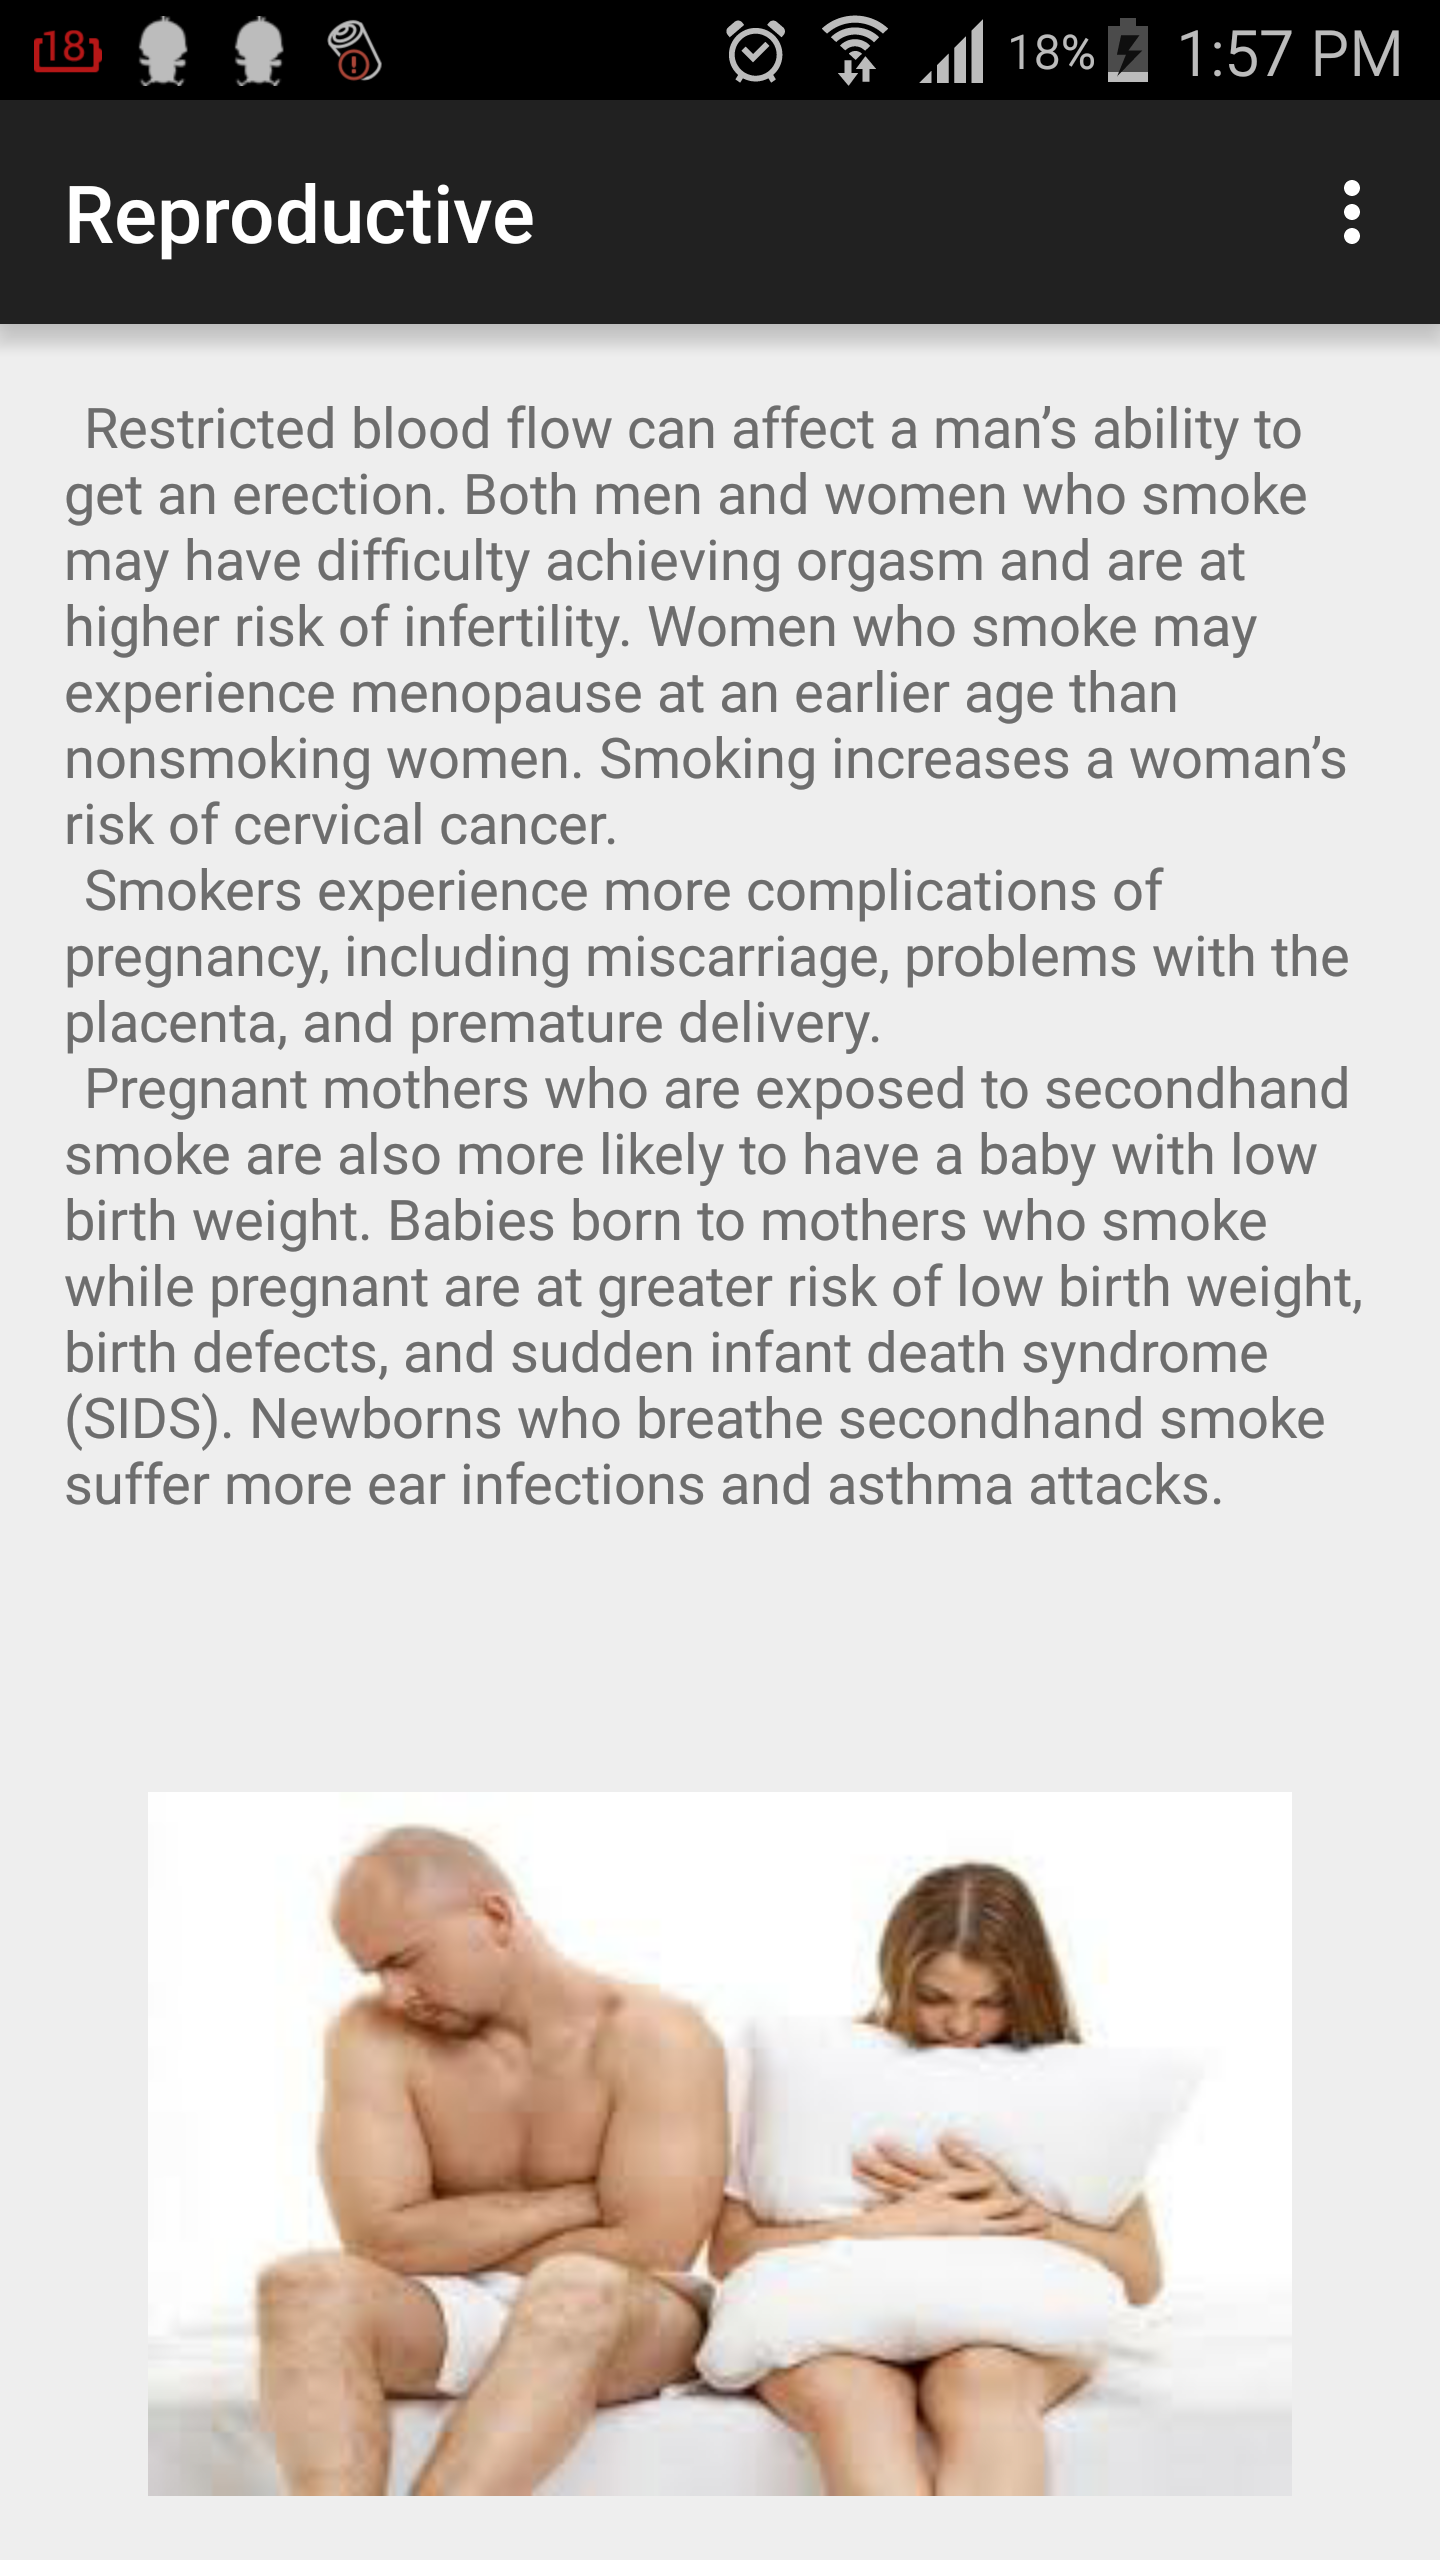 18
18%
1:57 PM
Reproductive
Restricted blood flow can affect a man’s ability to
get an erection. Both men and women who smoke
may have difficulty achieving orgasm and are at
higher risk of infertility. Women who smoke may
experience menopause at an earlier age than
nonsmoking women. Smoking increases a woman’s
risk of cervical cancer.
Smokers experience more complications of
pregnancy, including miscarriage, problems with the
placenta, and premature delivery.
Pregnant mothers who are exposed to secondhand
smoke are also more likely to have a baby with low
birth weight. Babies born to mothers who smoke
while pregnant are at greater risk of low birth weight,
birth defects, and sudden infant death syndrome
(SIDS). Newborns who breathe secondhand smoke
suffer more ear infections and asthma attacks.